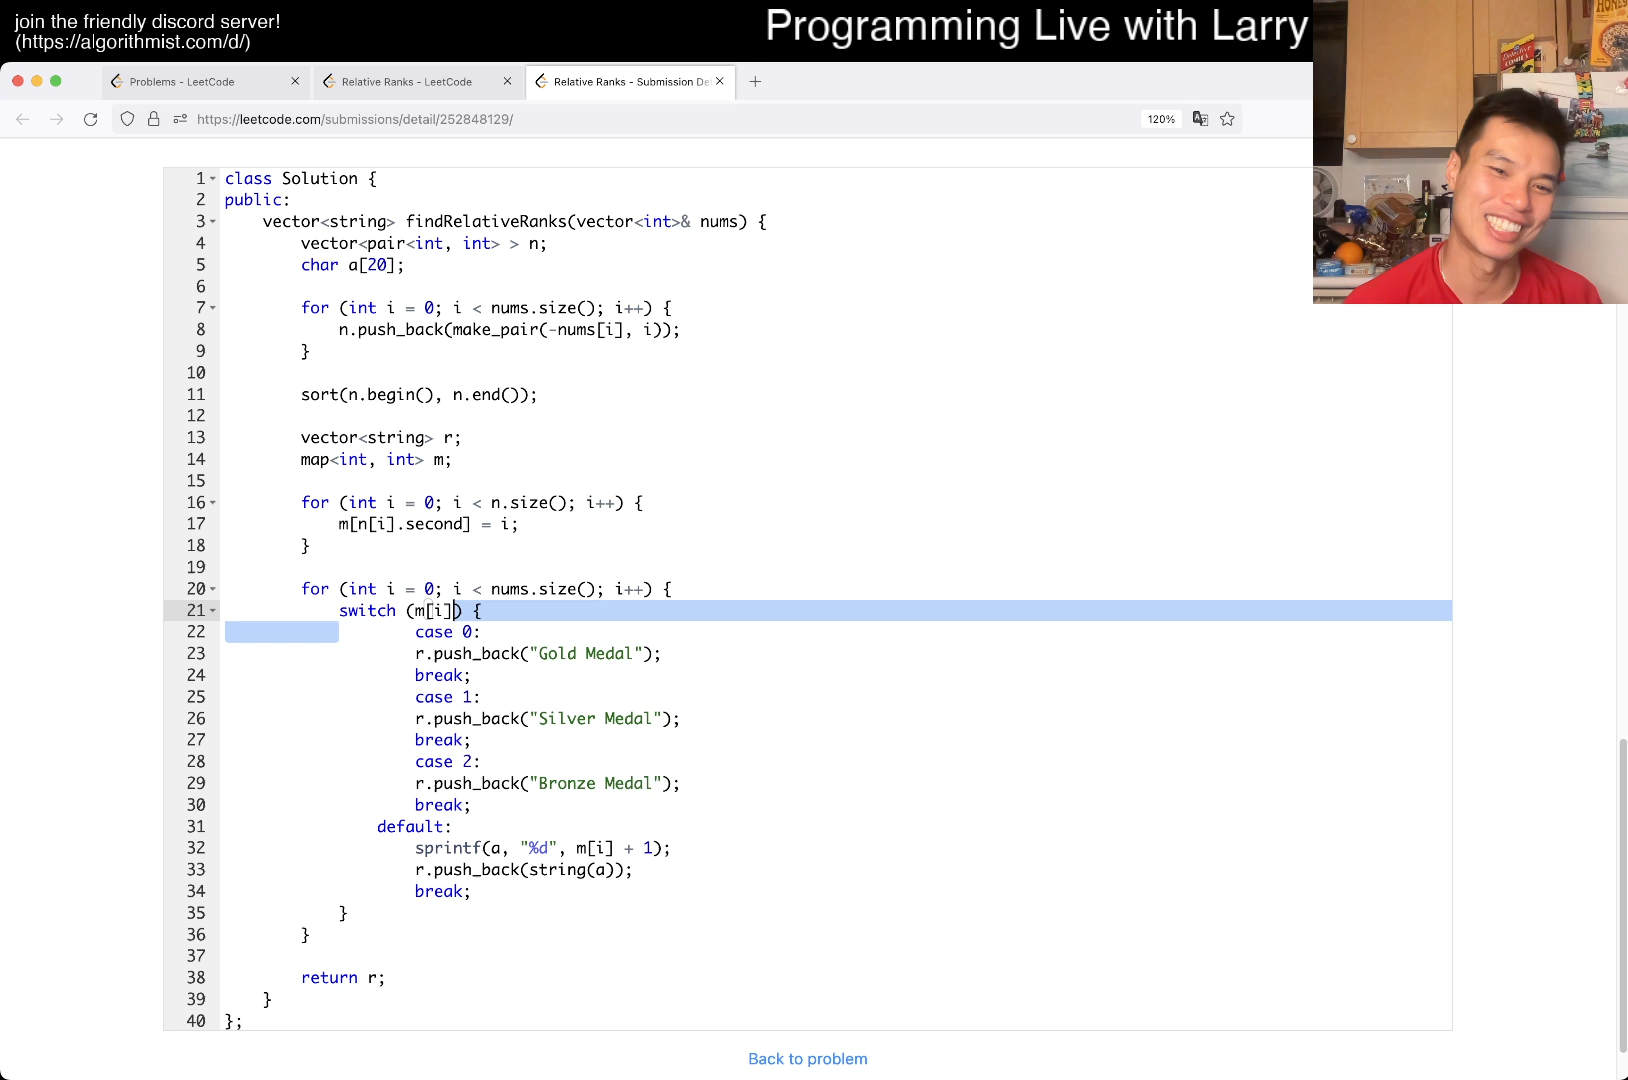 join the friendly discord server!
(https://algorithmist.com/d/)
Programming Live with Larry
Problems - LeetCode
Relative Ranks - LeetCode
Relative Ranks - Submission De
https://leetcode.com/submissions/detail/252848129/
120%
1 class Solution {
2 public:
3 vector<string> findRelativeRanks(vector<int>& nums) {
4 vector<pair<int, int> > n;
5 char a[20];
6
7 for (int i = 0; i < nums.size(); i++) {
8 n.push_back(make_pair(-nums[i], i));
9 }
10
11 sort(n.begin(), n.end());
12
13 vector<string> r;
14 map<int, int> m;
15
16 for (int i = 0; i < n.size(); i++) {
17 m[n[i].second] = i;
18 }
19
20 for (int i = 0; i < nums.size(); i++) {
21 switch (m[i]) {
22 case 0:
23 r.push_back("Gold Medal");
24 break;
25 case 1:
26 r.push_back("Silver Medal");
27 break;
28 case 2:
29 r.push_back("Bronze Medal");
30 break;
31 default:
32 sprintf(a, "%d", m[i] + 1);
33 r.push_back(string(a));
34 break;
35 }
36 }
37
38 return r;
39 }
40 };
Back to problem